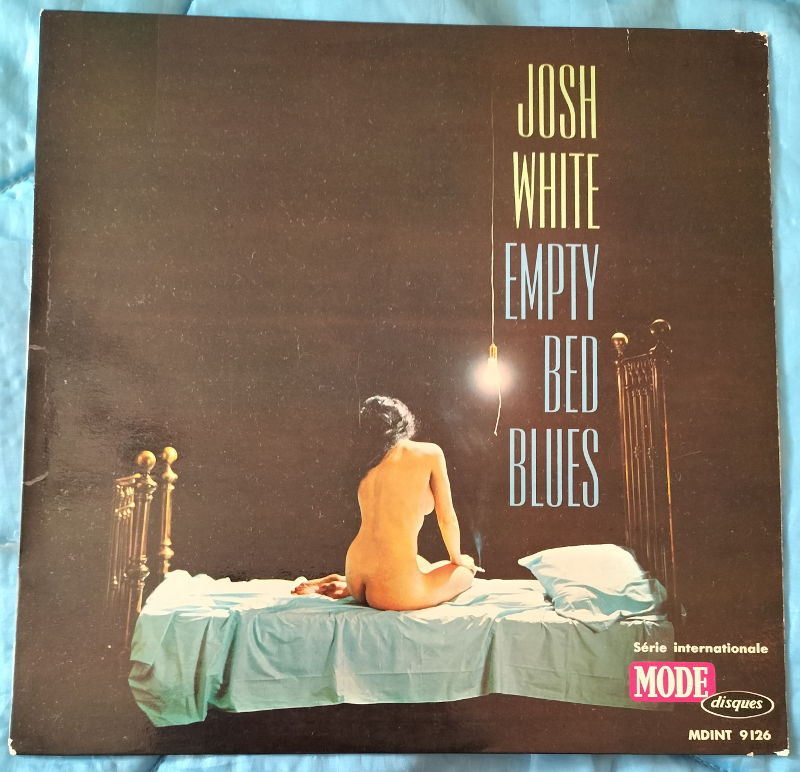 JOSH
WHITE
EMPTY
BED
BLUES
Série internationale
MODE
disques
MDINT 9126